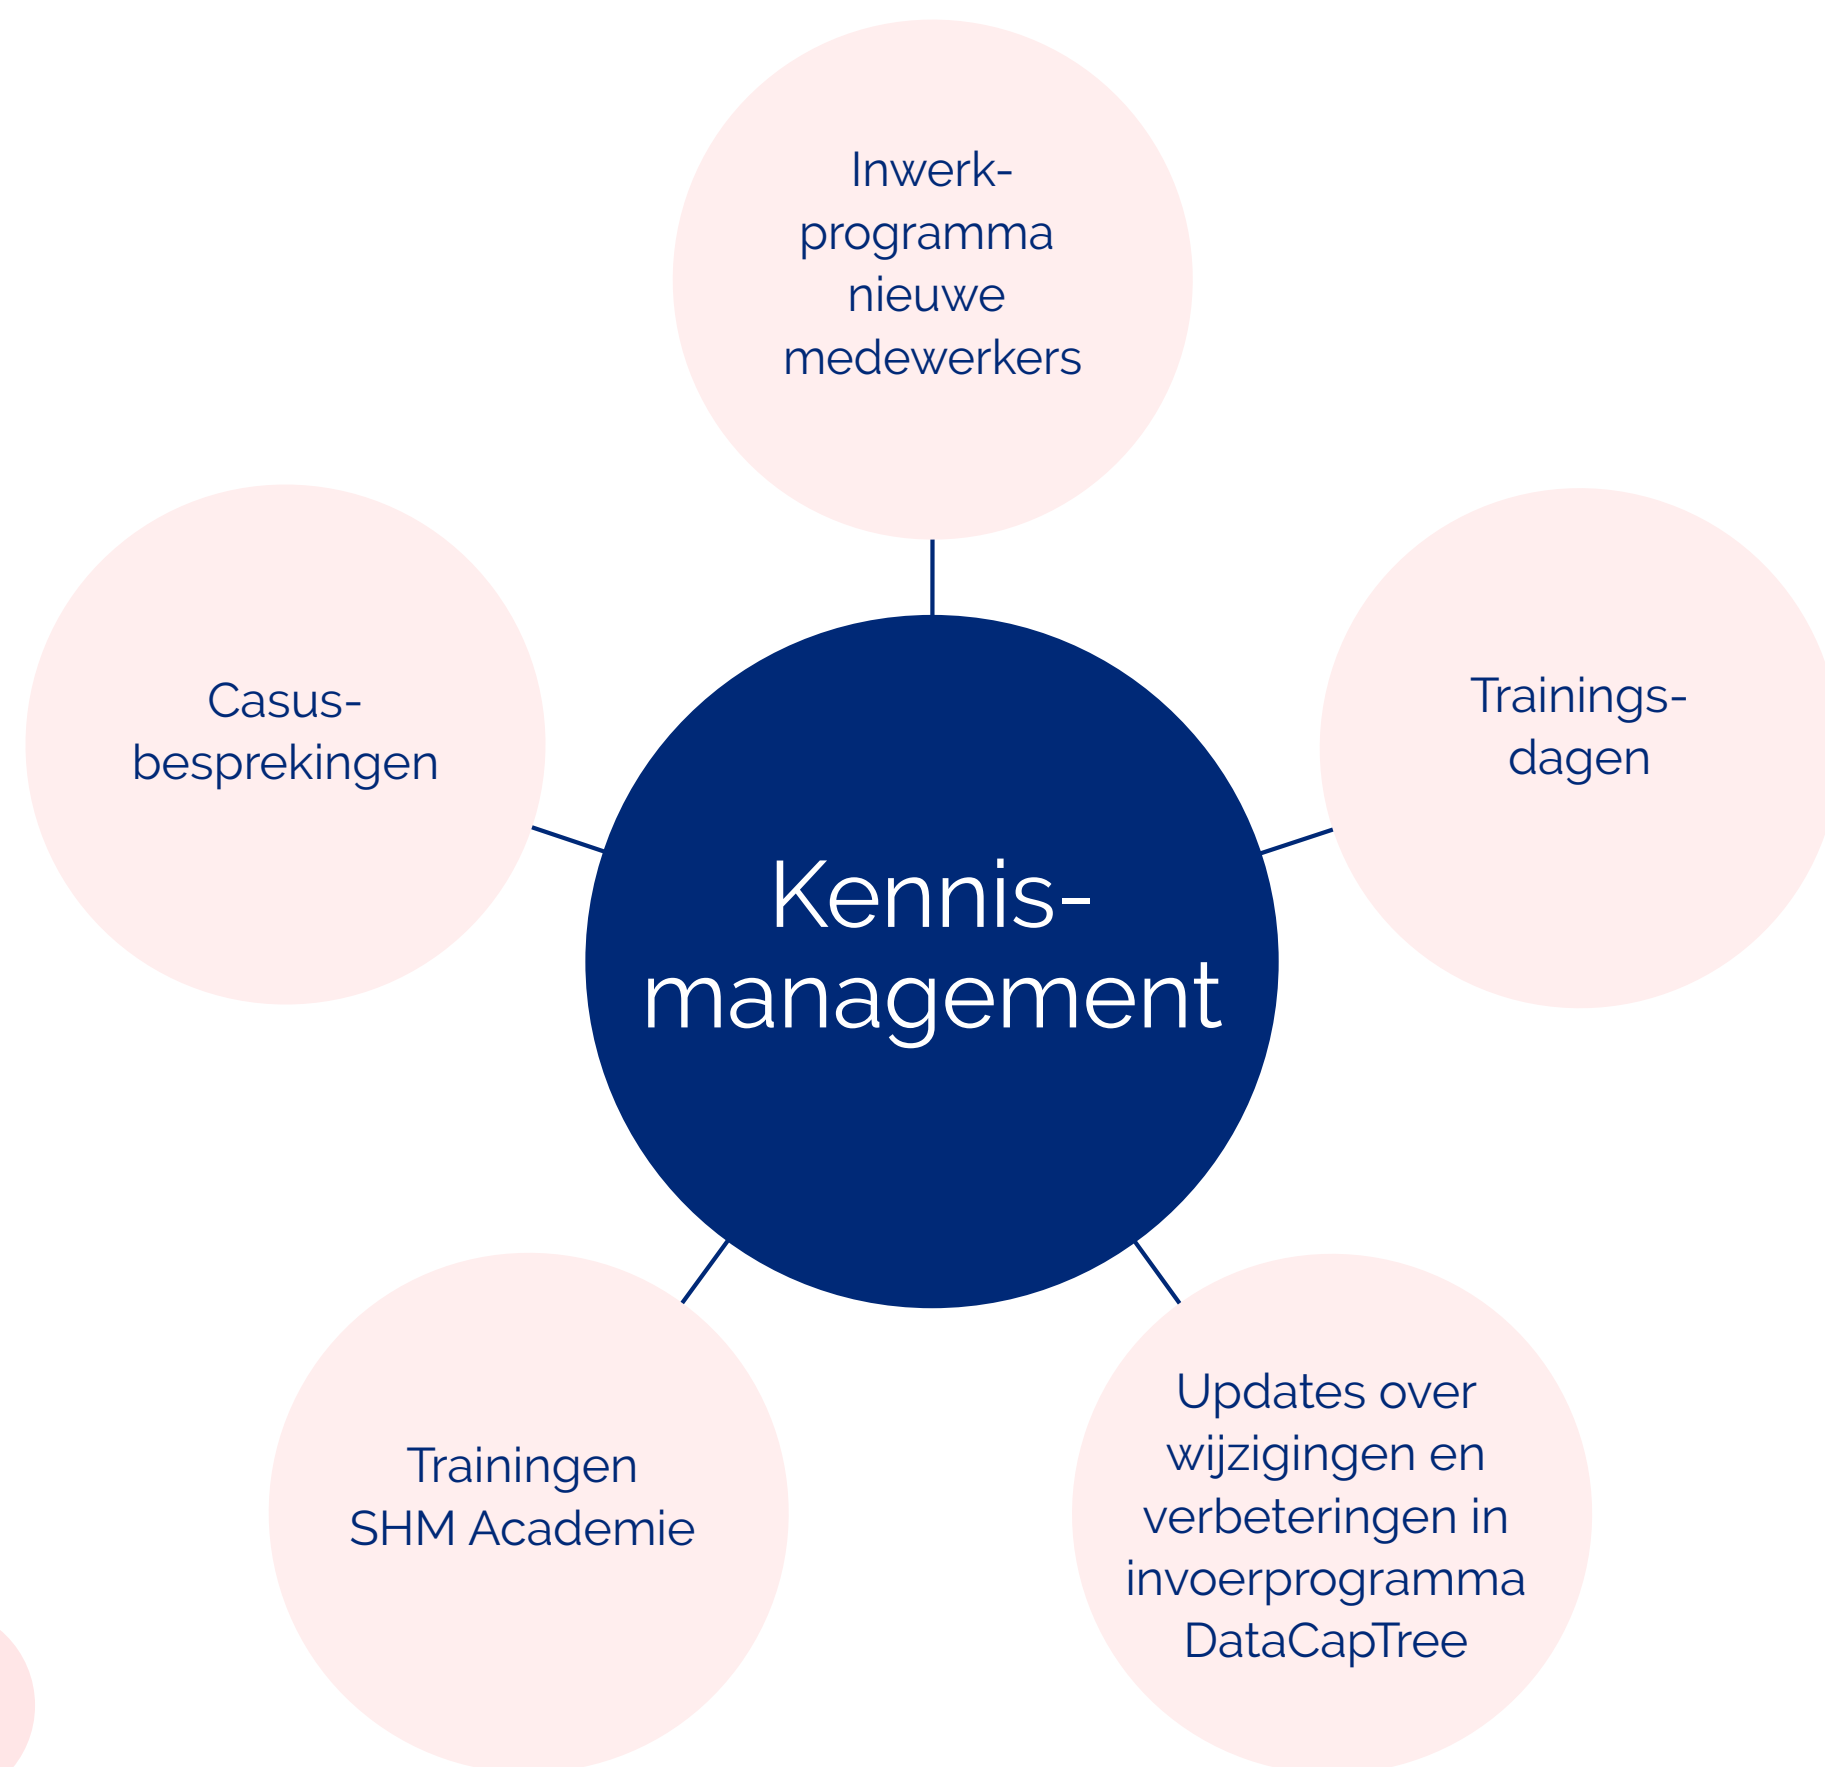 Inwerk-
programma
nieuwe
medewerkers
Casus-
besprekingen
Trainings-
dagen
Kennis-
management
Trainingen
SHM Academie
Updates over
wijzigingen en
verbeteringen in
invoerprogramma
DataCapTree